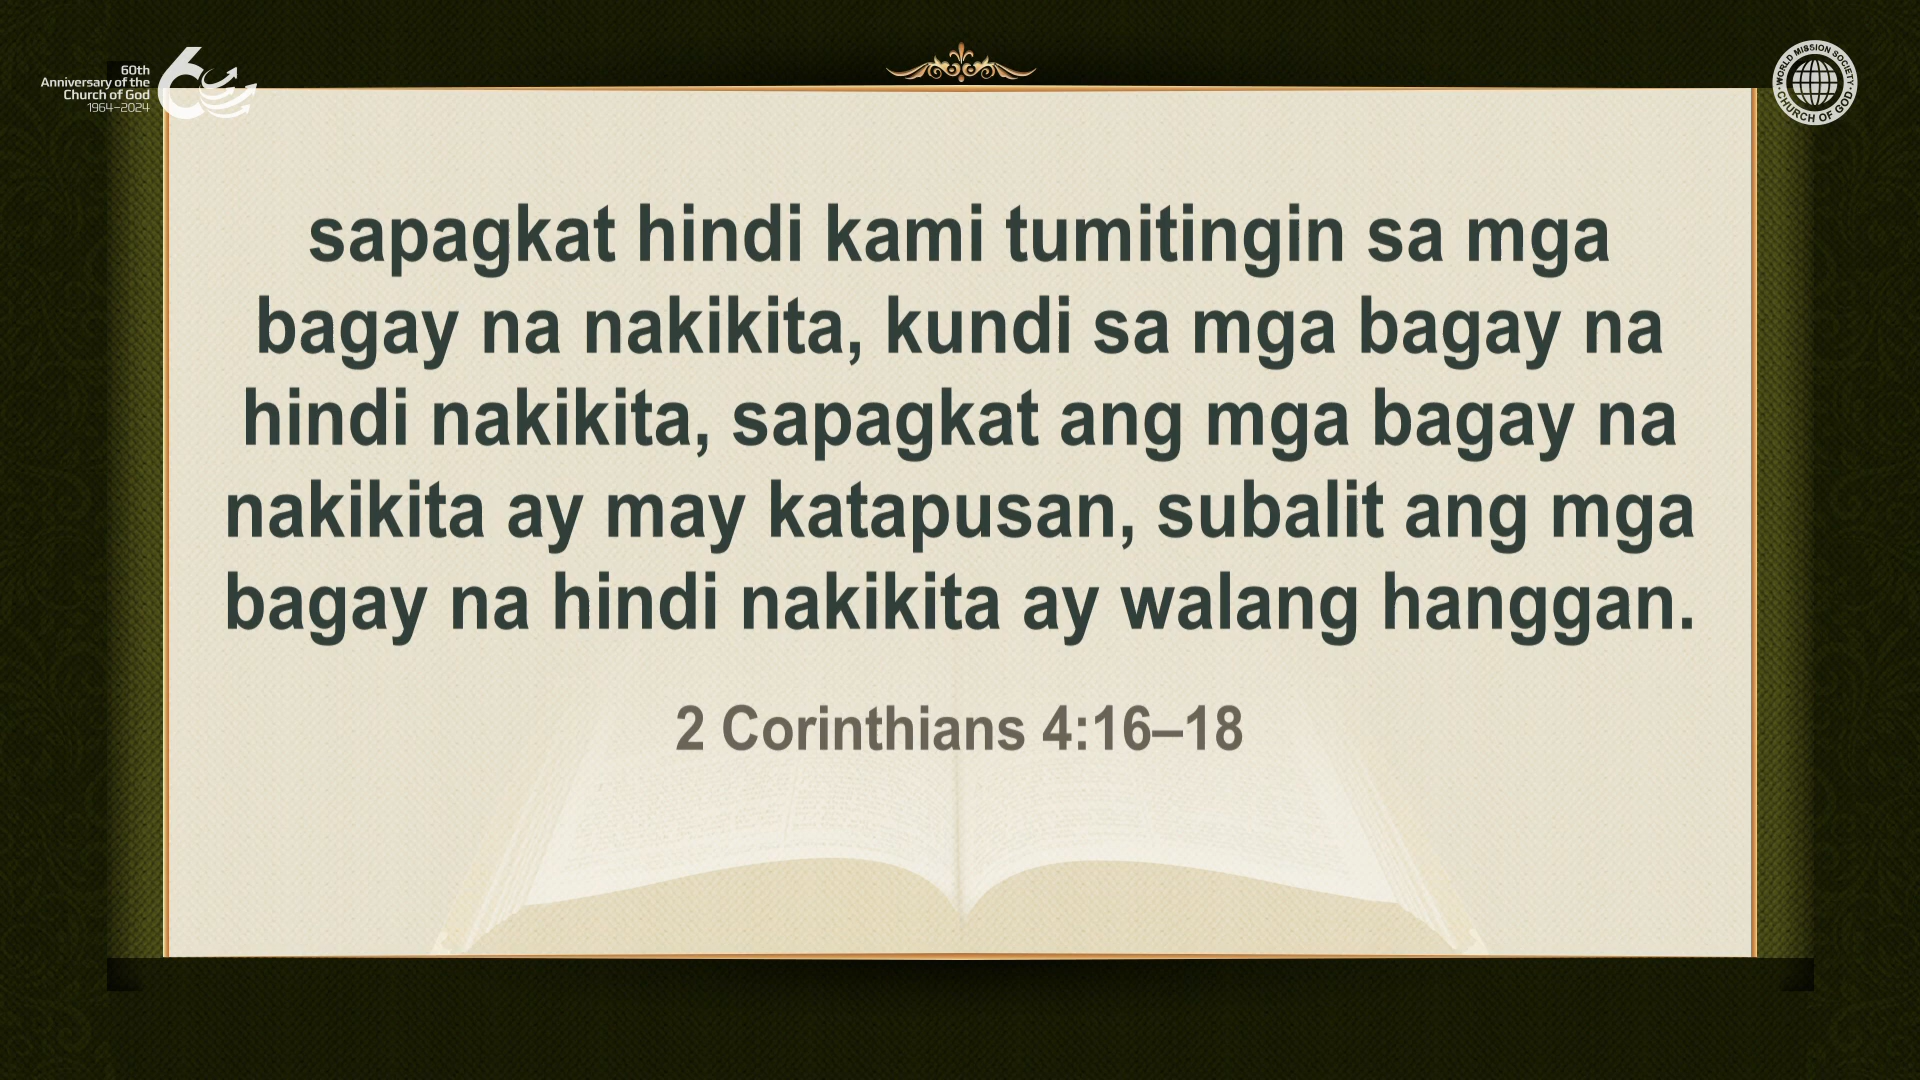 60th
Anniversary of the
Church of God
1964–2024
60
WORLD MISSION SOCIETY
CHURCH OF GOD
sapagkat hindi kami tumitingin sa mga
bagay na nakikita, kundi sa mga bagay na
hindi nakikita, sapagkat ang mga bagay na
nakikita ay may katapusan, subalit ang mga
bagay na hindi nakikita ay walang hanggan.
2 Corinthians 4:16–18